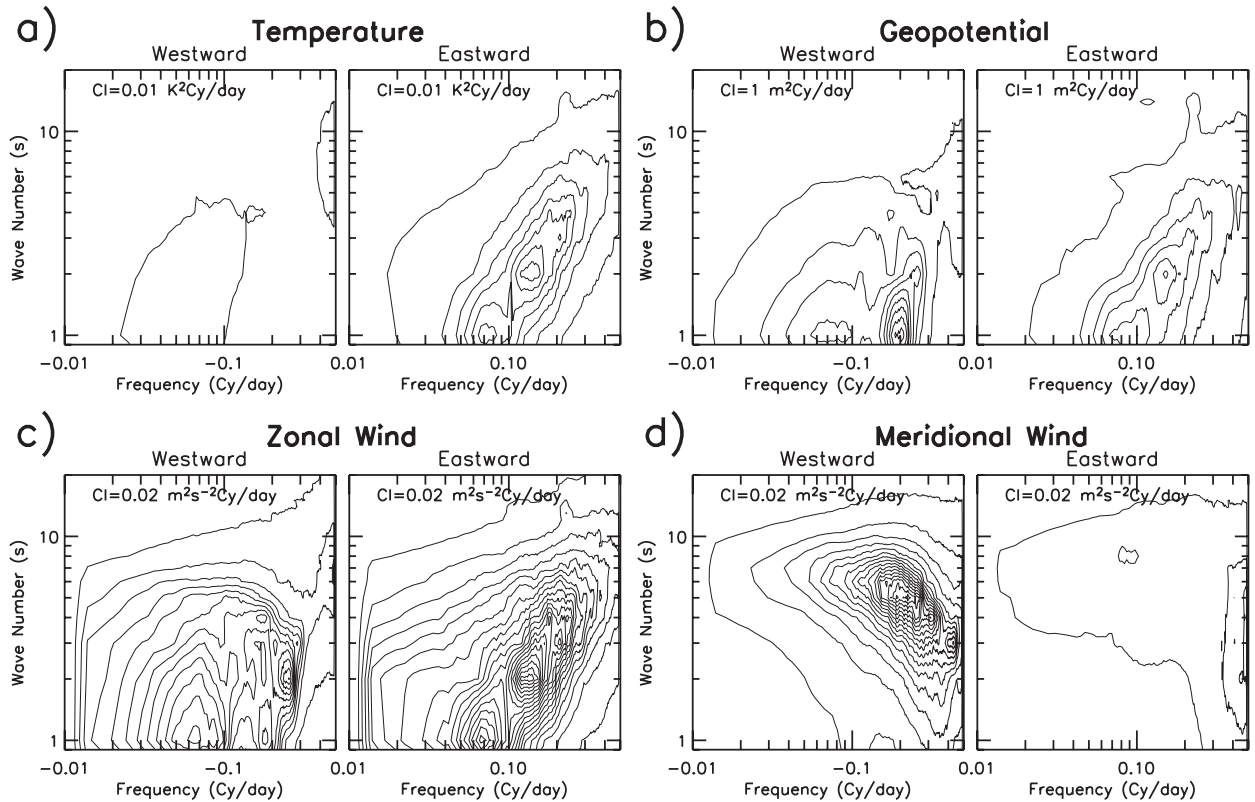 a)
Temperature
Westward
Eastward
CI=0.01 K²Cy/day
CI=0.01 K²Cy/day
Wave Number (s)
10
1
−0.01
−0.1
0.01
0.10
Frequency (Cy/day)
Frequency (Cy/day)
b)
Geopotential
Westward
Eastward
CI=1 m²Cy/day
CI=1 m²Cy/day
Wave Number (s)
10
1
−0.01
−0.1
0.01
0.10
Frequency (Cy/day)
Frequency (Cy/day)
c)
Zonal Wind
Westward
Eastward
CI=0.02 m²s⁻²Cy/day
CI=0.02 m²s⁻²Cy/day
Wave Number (s)
10
1
−0.01
−0.1
0.01
0.10
Frequency (Cy/day)
Frequency (Cy/day)
d)
Meridional Wind
Westward
Eastward
CI=0.02 m²s⁻²Cy/day
CI=0.02 m²s⁻²Cy/day
Wave Number (s)
10
1
−0.01
−0.1
0.01
0.10
Frequency (Cy/day)
Frequency (Cy/day)